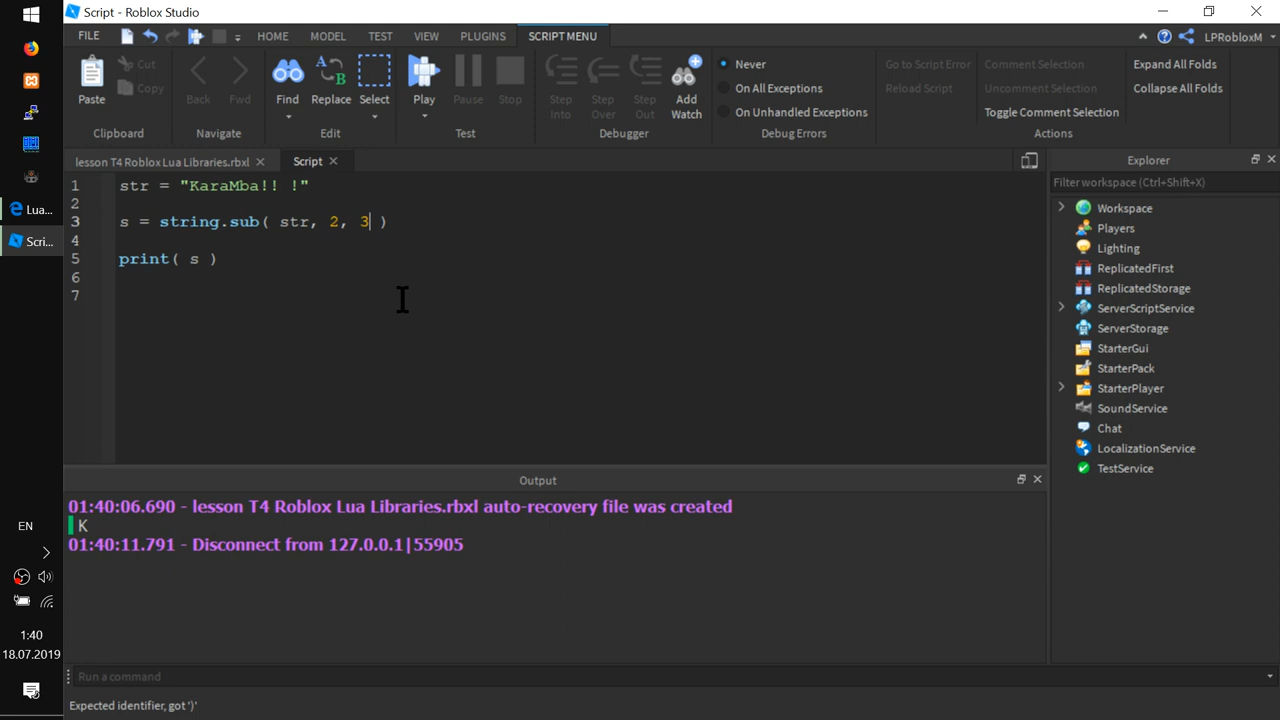 Script - Roblox Studio
FILE
HOME
MODEL
TEST
VIEW
PLUGINS
SCRIPT MENU
LPRobloxM
Paste
Cut
Copy
Clipboard
Back
Fwd
Navigate
Find
Replace
Select
Edit
Play
Pause
Stop
Test
Step Into
Step Over
Step Out
Add Watch
Debugger
Never
On All Exceptions
On Unhandled Exceptions
Debug Errors
Go to Script Error
Reload Script
Comment Selection
Uncomment Selection
Toggle Comment Selection
Expand All Folds
Collapse All Folds
Actions
lesson T4 Roblox Lua Libraries.rbxl
Script
1 str = "KaraMba!! !"
2
3 s = string.sub( str, 2, 3 )
4
5 print( s )
6
7
Explorer
Filter workspace (Ctrl+Shift+X)
Workspace
Players
Lighting
ReplicatedFirst
ReplicatedStorage
ServerScriptService
ServerStorage
StarterGui
StarterPack
StarterPlayer
SoundService
Chat
LocalizationService
TestService
Output
01:40:06.690 - lesson T4 Roblox Lua Libraries.rbxl auto-recovery file was created
K
01:40:11.791 - Disconnect from 127.0.0.1|55905
Run a command
Expected identifier, got ')'
Lua...
Scri...
EN
1:40
18.07.2019